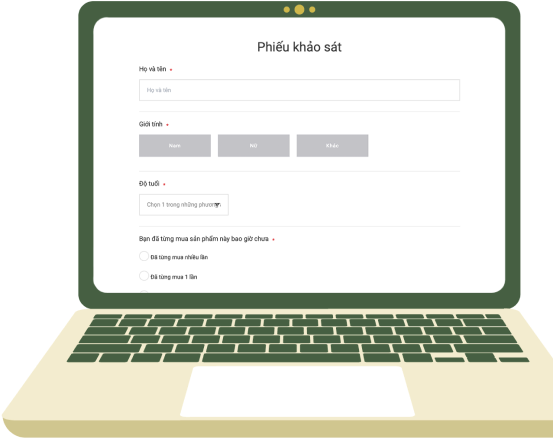 Phiếu khảo sát
Họ và tên *
Họ và tên
Giới tính *
Nam Nữ Khác
Độ tuổi *
Chọn 1 trong những phương
Bạn đã từng mua sản phẩm này bao giờ chưa *
Đã từng mua nhiều lần
Đã từng mua 1 lần